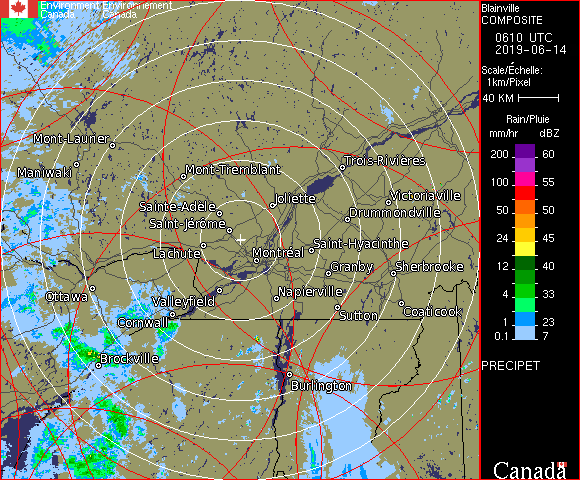 Environment Environnement
Canada Canada
Blainville
COMPOSITE
0610 UTC
2019-06-14
Scale/Échelle:
1km/Pixel
40 KM
Rain/Pluie
mm/hr dBZ
200 60
100 55
50 50
24 45
12 40
4 33
1 23
0.1 7
PRECIPET
Mont-Laurier
Maniwaki
Mont-Tremblant
Trois-Rivières
Joliette
Victoriaville
Sainte-Adèle
Drummondville
Saint-Jérôme
Lachute
Montréal
Saint-Hyacinthe
Granby
Sherbrooke
Ottawa
Valleyfield
Napierville
Cornwall
Sutton
Coaticook
Brockville
Burlington
Canada